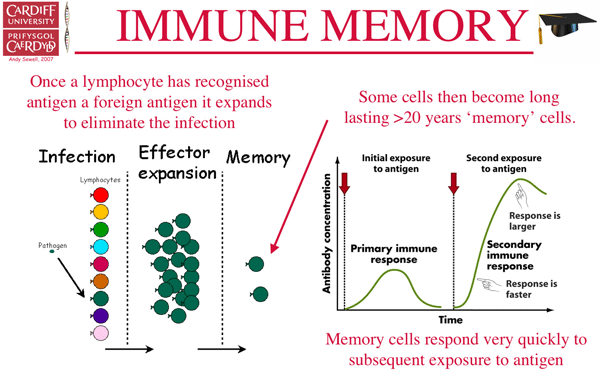 CARDIFF
UNIVERSITY
PRIFYSGOL
CAERDYDD
Andy Sewell, 2007
IMMUNE MEMORY
Once a lymphocyte has recognised
antigen a foreign antigen it expands
to eliminate the infection
Some cells then become long
lasting >20 years ‘memory’ cells.
Infection
Effector
expansion
Memory
Lymphocytes
Pathogen
Initial exposure
to antigen
Second exposure
to antigen
Antibody concentration
Primary immune
response
Response is
larger
Secondary
immune
response
Response is
faster
Time
Memory cells respond very quickly to
subsequent exposure to antigen